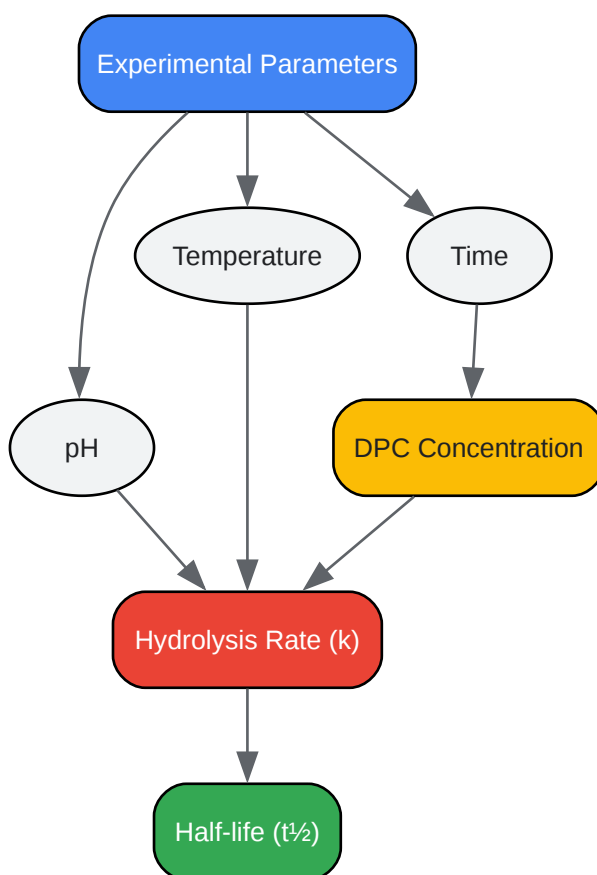 Experimental Parameters
Temperature
Time
pH
DPC Concentration
Hydrolysis Rate (k)
Half-life (t½)